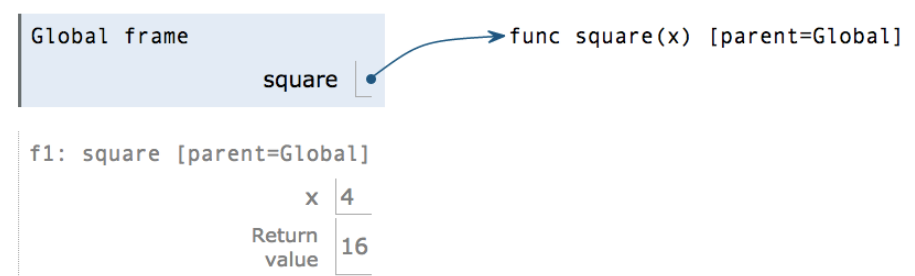 Global frame
func square(x) [parent=Global]
square
f1: square [parent=Global]
x 4
Return
value 16